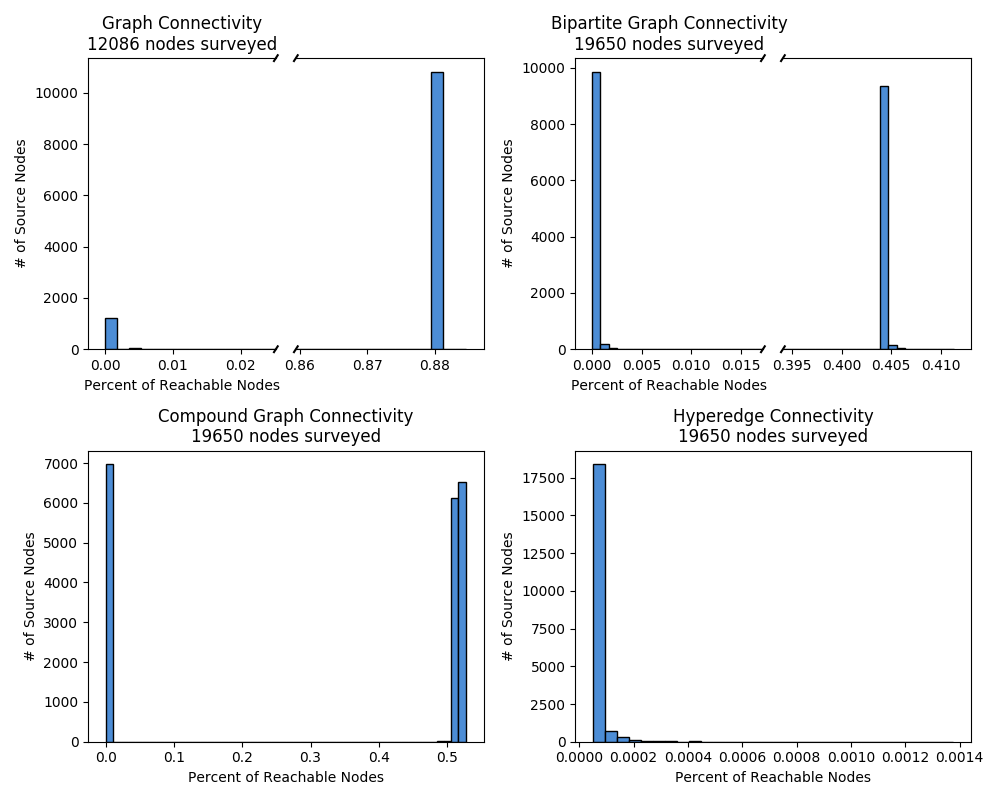 Graph Connectivity
12086 nodes surveyed
# of Source Nodes
10000
8000
6000
4000
2000
0
0.00 0.01 0.02 0.86 0.87 0.88
Percent of Reachable Nodes
Bipartite Graph Connectivity
19650 nodes surveyed
# of Source Nodes
10000
8000
6000
4000
2000
0
0.000 0.005 0.010 0.015 0.395 0.400 0.405 0.410
Percent of Reachable Nodes
Compound Graph Connectivity
19650 nodes surveyed
# of Source Nodes
7000
6000
5000
4000
3000
2000
1000
0
0.0 0.1 0.2 0.3 0.4 0.5
Percent of Reachable Nodes
Hyperedge Connectivity
19650 nodes surveyed
# of Source Nodes
17500
15000
12500
10000
7500
5000
2500
0
0.0000 0.0002 0.0004 0.0006 0.0008 0.0010 0.0012 0.0014
Percent of Reachable Nodes